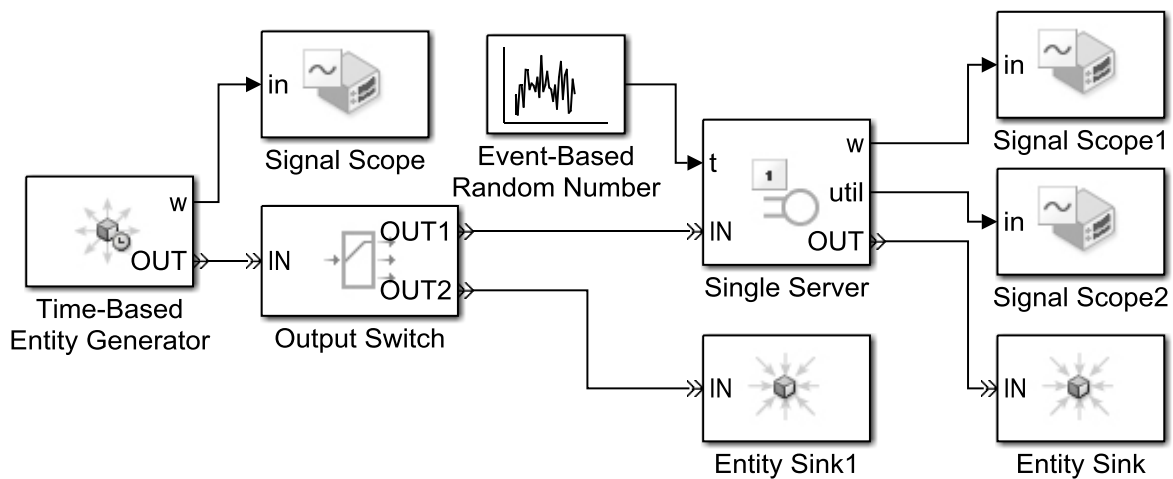 in
Signal Scope
Event-Based
Random Number
w
OUT
Time-Based
Entity Generator
IN
OUT1
OUT2
Output Switch
t
IN
1
w
util
OUT
Single Server
in
Signal Scope1
in
Signal Scope2
IN
Entity Sink1
IN
Entity Sink